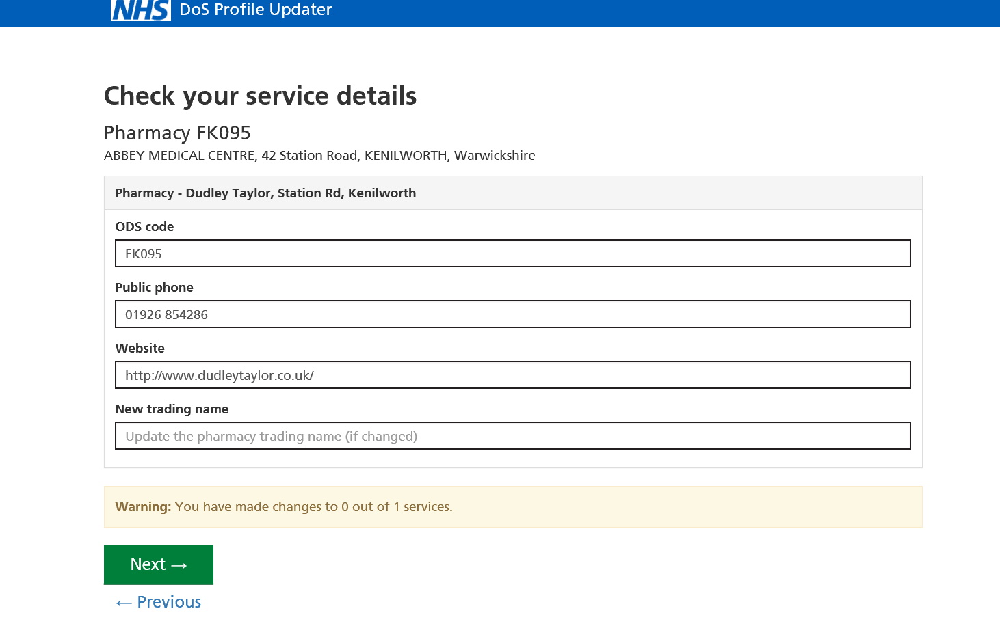 NHS DoS Profile Updater
Check your service details
Pharmacy FK095
ABBEY MEDICAL CENTRE, 42 Station Road, KENILWORTH, Warwickshire
Pharmacy - Dudley Taylor, Station Rd, Kenilworth
ODS code
FK095
Public phone
01926 854286
Website
http://www.dudleytaylor.co.uk/
New trading name
Update the pharmacy trading name (if changed)
Warning: You have made changes to 0 out of 1 services.
Next →
← Previous